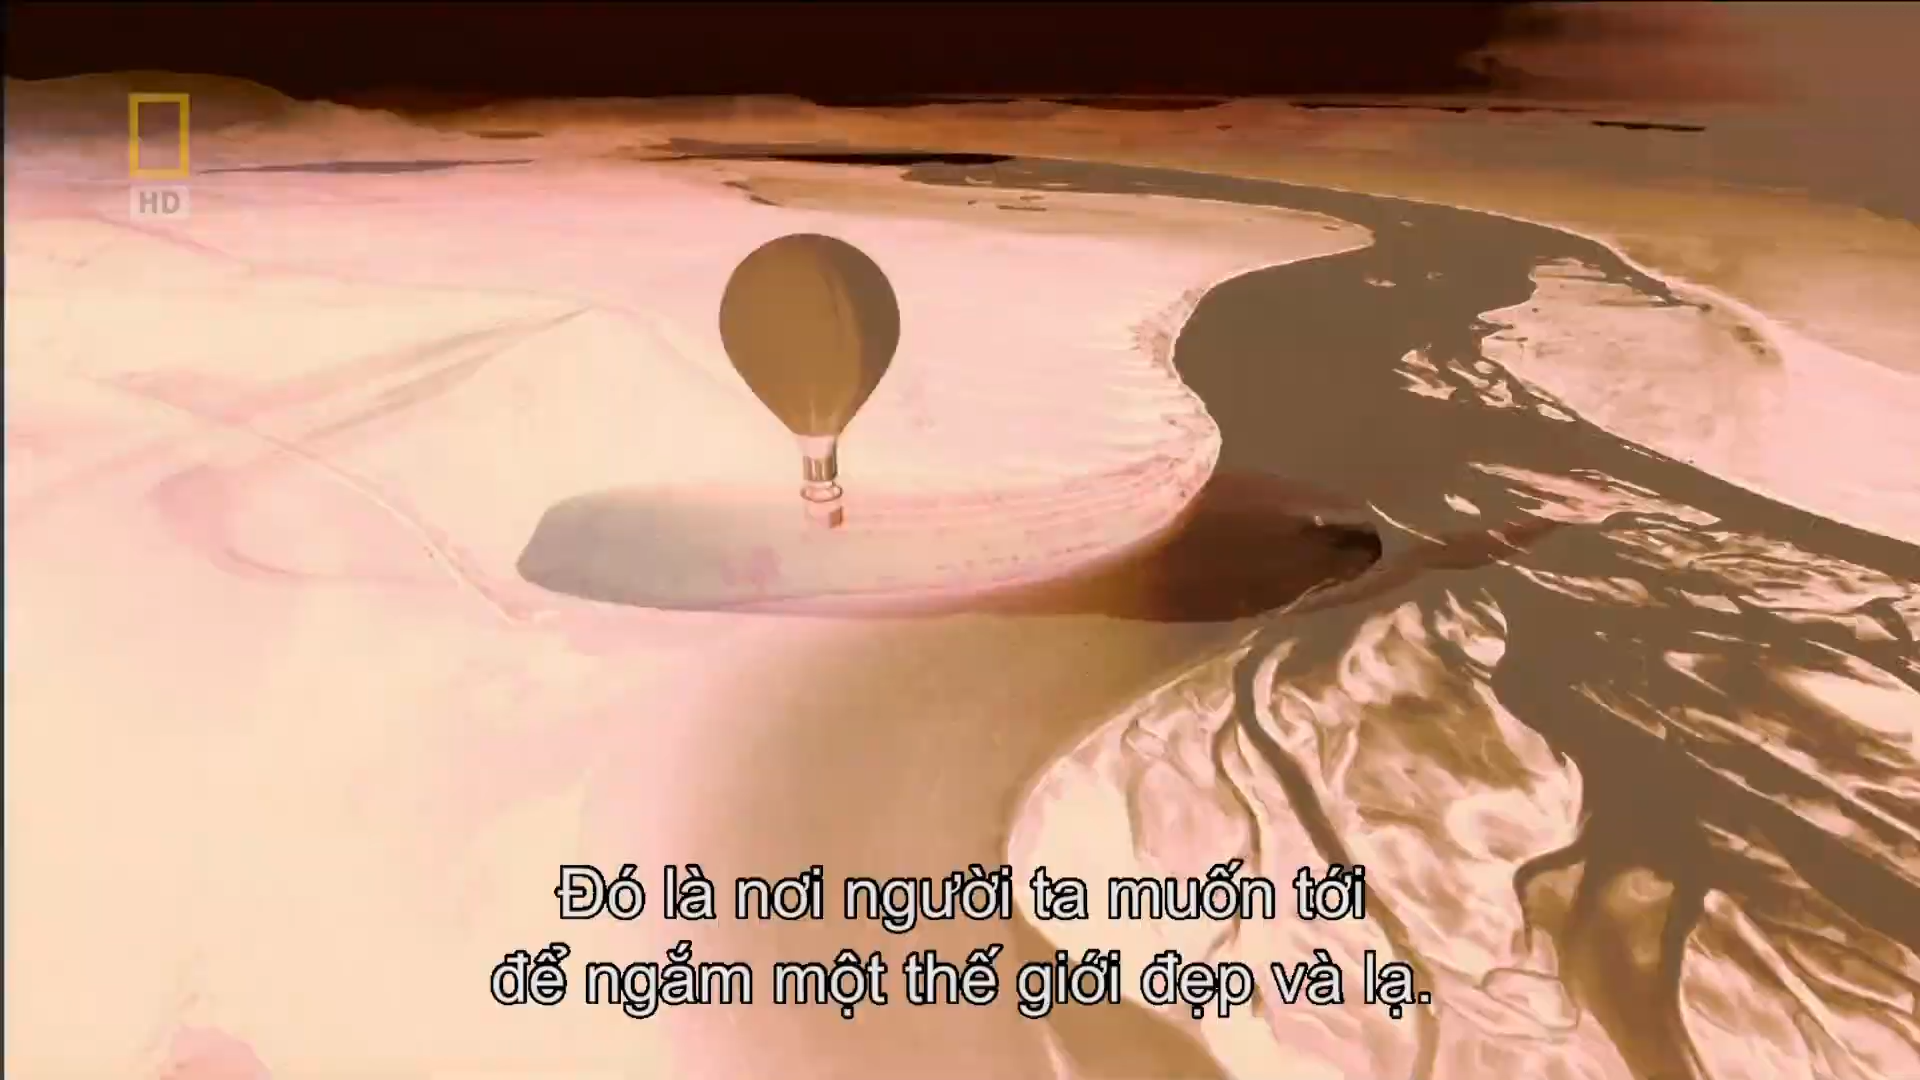 HD
Đó là nơi người ta muốn tới
để ngắm một thế giới đẹp và lạ.